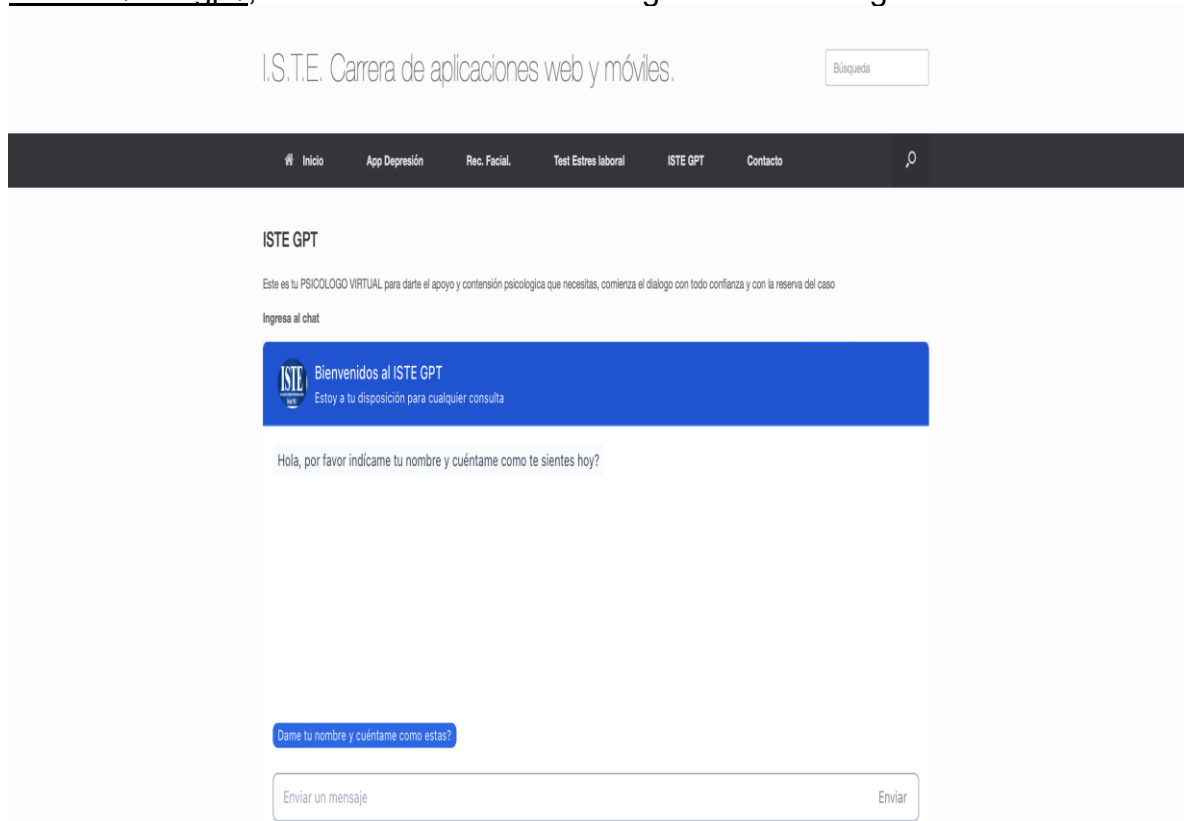 I.S.T.E. Carrera de aplicaciones web y móviles.
Búsqueda
Inicio App Depresión Rec. Facial. Test Estres laboral ISTE GPT Contacto
ISTE GPT
Este es tu PSICOLOGO VIRTUAL para darte el apoyo y contensión psicologica que necesitas, comienza el dialogo con todo confianza y con la reserva del caso
Ingresa al chat
ISTE
Bienvenidos al ISTE GPT
Estoy a tu disposición para cualquier consulta
Hola, por favor indícame tu nombre y cuéntame como te sientes hoy?
Dame tu nombre y cuéntame como estas?
Enviar un mensaje Enviar